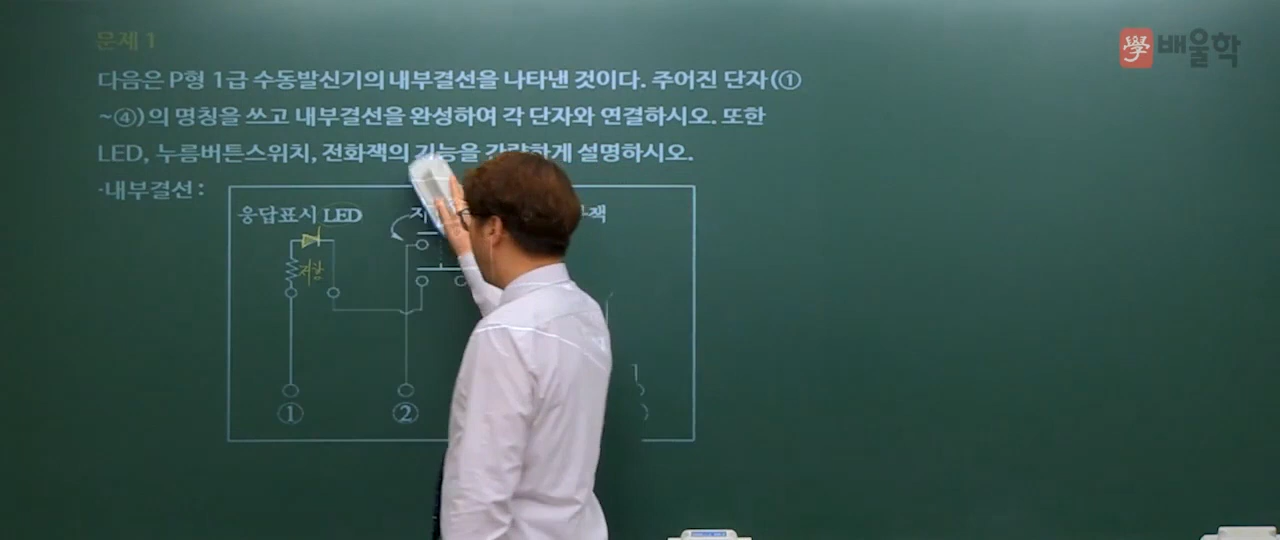 문제 1
學 배울학
다음은 P형 1급 수동발신기의 내부결선을 나타낸 것이다. 주어진 단자(①
~④)의 명칭을 쓰고 내부결선을 완성하여 각 단자와 연결하시오. 또한
LED, 누름버튼스위치, 전화잭의 기능을 간략하게 설명하시오.
-내부결선 :
응답표시 LED
저항
① ②